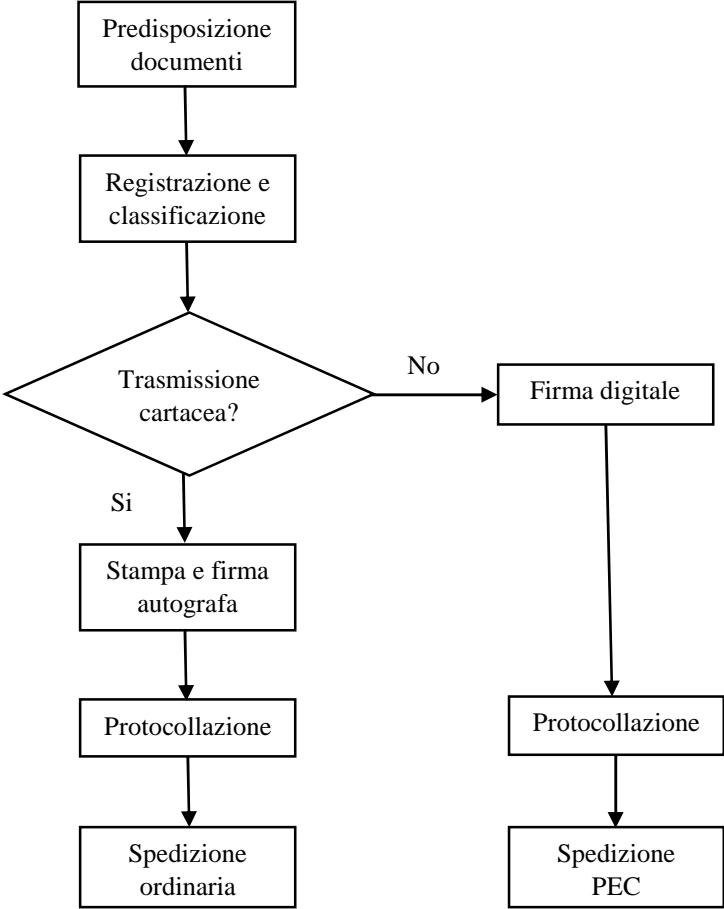 Predisposizione
documenti
Registrazione e
classificazione
Trasmissione
cartacea?
No
Firma digitale
Si
Stampa e firma
autografa
Protocollazione
Protocollazione
Spedizione
ordinaria
Spedizione
PEC